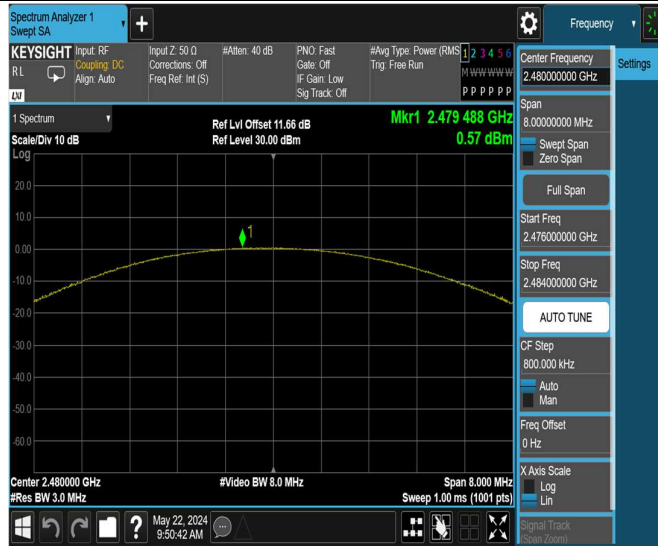 Spectrum Analyzer 1
Swept SA
Frequency
KEYSIGHT
Input: RF
Input Z: 50 Ω
#Atten: 40 dB
PNO: Fast
#Avg Type: Power (RMS
1 2 3 4 5 6
RL
Coupling: DC
Corrections: Off
Gate: Off
Trig: Free Run
Align: Auto
Freq Ref: Int (S)
IF Gain: Low
Sig Track: Off
M W W W W W
P P P P P P
LXI
1 Spectrum
Scale/Div 10 dB
Ref Lvl Offset 11.66 dB
Ref Level 30.00 dBm
Mkr1 2.479 488 GHz
0.57 dBm
Log
20.0
10.0
0.00
-10.0
-20.0
-30.0
-40.0
-50.0
-60.0
1
Center 2.480000 GHz
#Video BW 8.0 MHz
Span 8.000 MHz
#Res BW 3.0 MHz
Sweep 1.00 ms (1001 pts)
May 22, 2024
9:50:42 AM
Center Frequency
2.480000000 GHz
Settings
Span
8.00000000 MHz
Swept Span
Zero Span
Full Span
Start Freq
2.476000000 GHz
Stop Freq
2.484000000 GHz
AUTO TUNE
CF Step
800.000 kHz
Auto
Man
Freq Offset
0 Hz
X Axis Scale
Log
Lin
Signal Track
(Span Zoom)